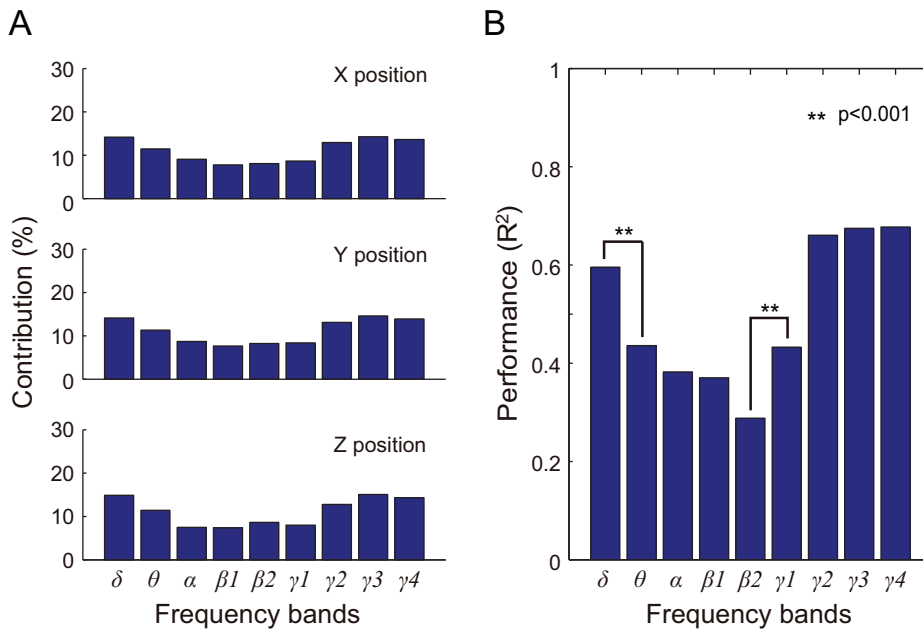 A
X position
30
20
10
0
Y position
30
20
10
0
Z position
30
20
10
0
Contribution (%)
δ θ α β1 β2 γ1 γ2 γ3 γ4
Frequency bands
B
** p<0.001
1
0.8
0.6
0.4
0.2
0
**
**
Performance (R²)
δ θ α β1 β2 γ1 γ2 γ3 γ4
Frequency bands